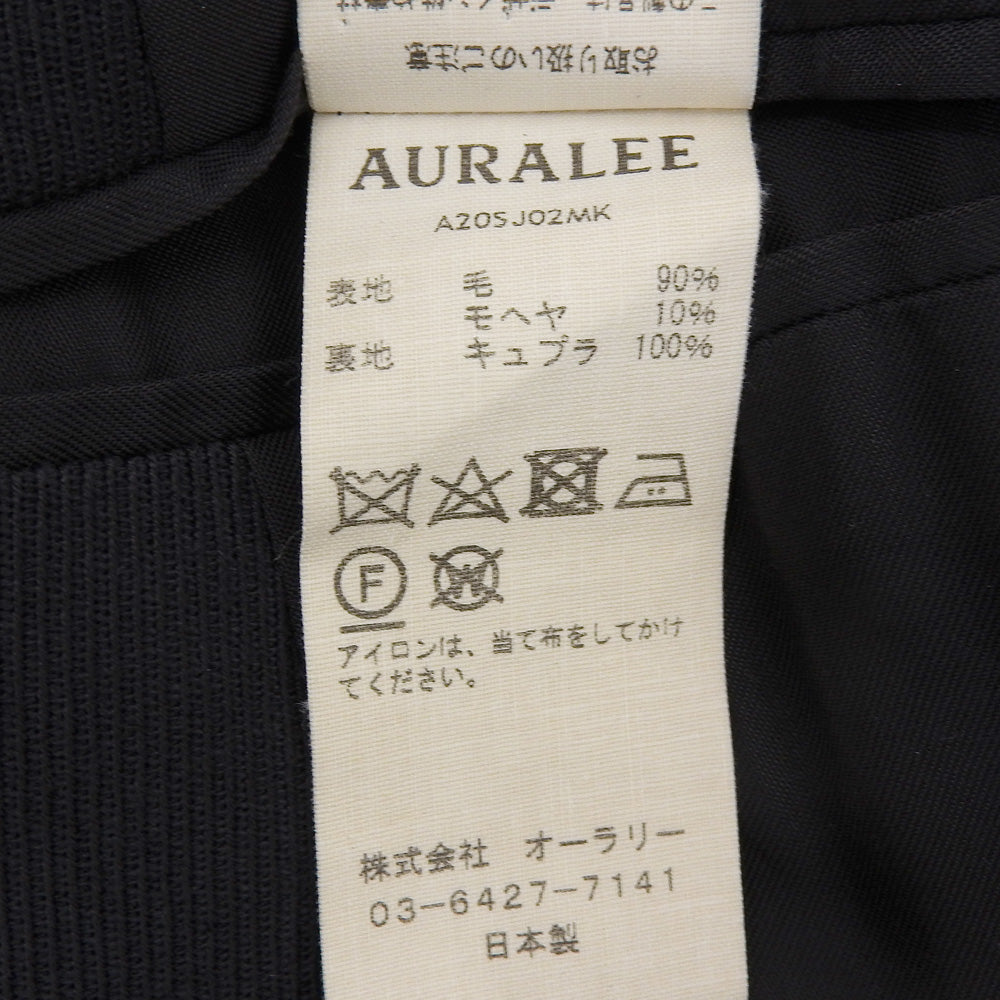 お取り扱いのご注意
AURALEE
A20SJ02MK
表地 毛 90%
モヘヤ 10%
裏地 キュプラ 100%
F
W
アイロンは、当て布をしてかけ
てください。
株式会社 オーラリー
03-6427-7141
日本製